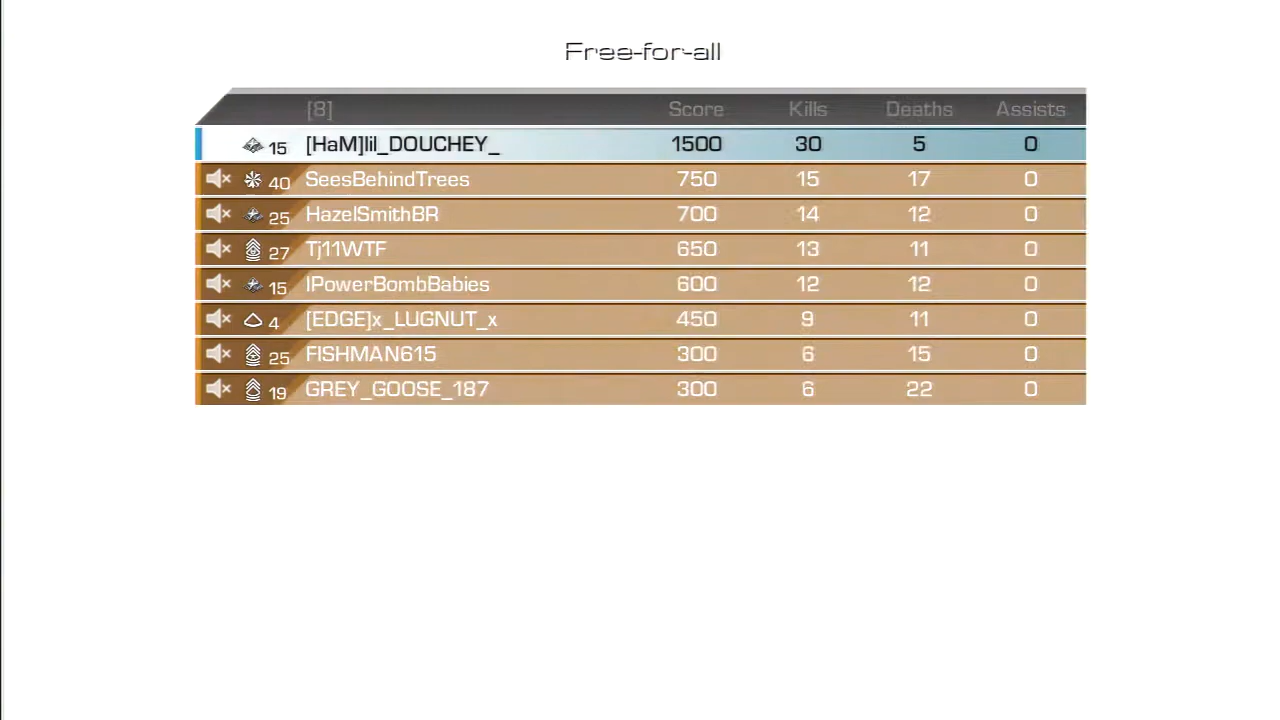 Free-for-all
[8] Score Kills Deaths Assists
15 [HaM]lil_DOUCHEY_ 1500 30 5 0
40 SeesBehindTrees 750 15 17 0
25 HazelSmithBR 700 14 12 0
27 Tj11WTF 650 13 11 0
15 IPowerBombBabies 600 12 12 0
4 [EDGE]x_LUGNUT_x 450 9 11 0
25 FISHMAN615 300 6 15 0
19 GREY_GOOSE_187 300 6 22 0